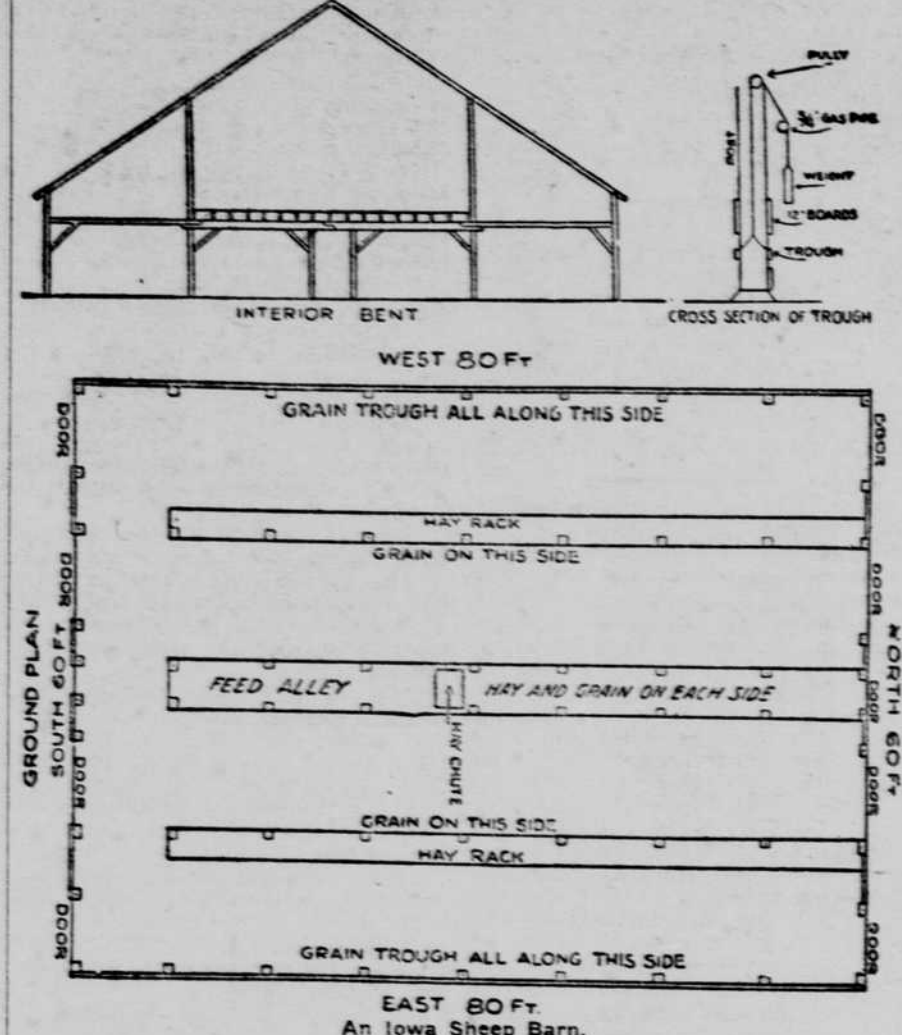 PULLY
3/8" GAS PIPE
WEIGHT
12" BOARDS
TROUGH
INTERIOR BENT
CROSS SECTION OF TROUGH
WEST 80 FT
GRAIN TROUGH ALL ALONG THIS SIDE
DOOR
DOOR
HAY RACK
GRAIN ON THIS SIDE
DOOR
DOOR
GROUND PLAN
SOUTH 60 FT
NORTH 60 FT
FEED ALLEY
HAY AND GRAIN ON EACH SIDE
DOOR
HAY CHUTE
DOOR
DOOR
GRAIN ON THIS SIDE
HAY RACK
DOOR
DOOR
GRAIN TROUGH ALL ALONG THIS SIDE
EAST 80 FT.
An Iowa Sheep Barn.